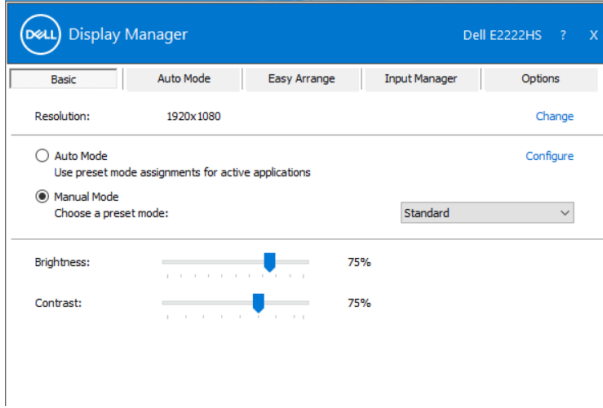 DELL Display Manager Dell E2222HS ? X
Basic Auto Mode Easy Arrange Input Manager Options
Resolution: 1920x1080 Change
Auto Mode Configure
Use preset mode assignments for active applications
Manual Mode
Choose a preset mode: Standard
Brightness: 75%
Contrast: 75%